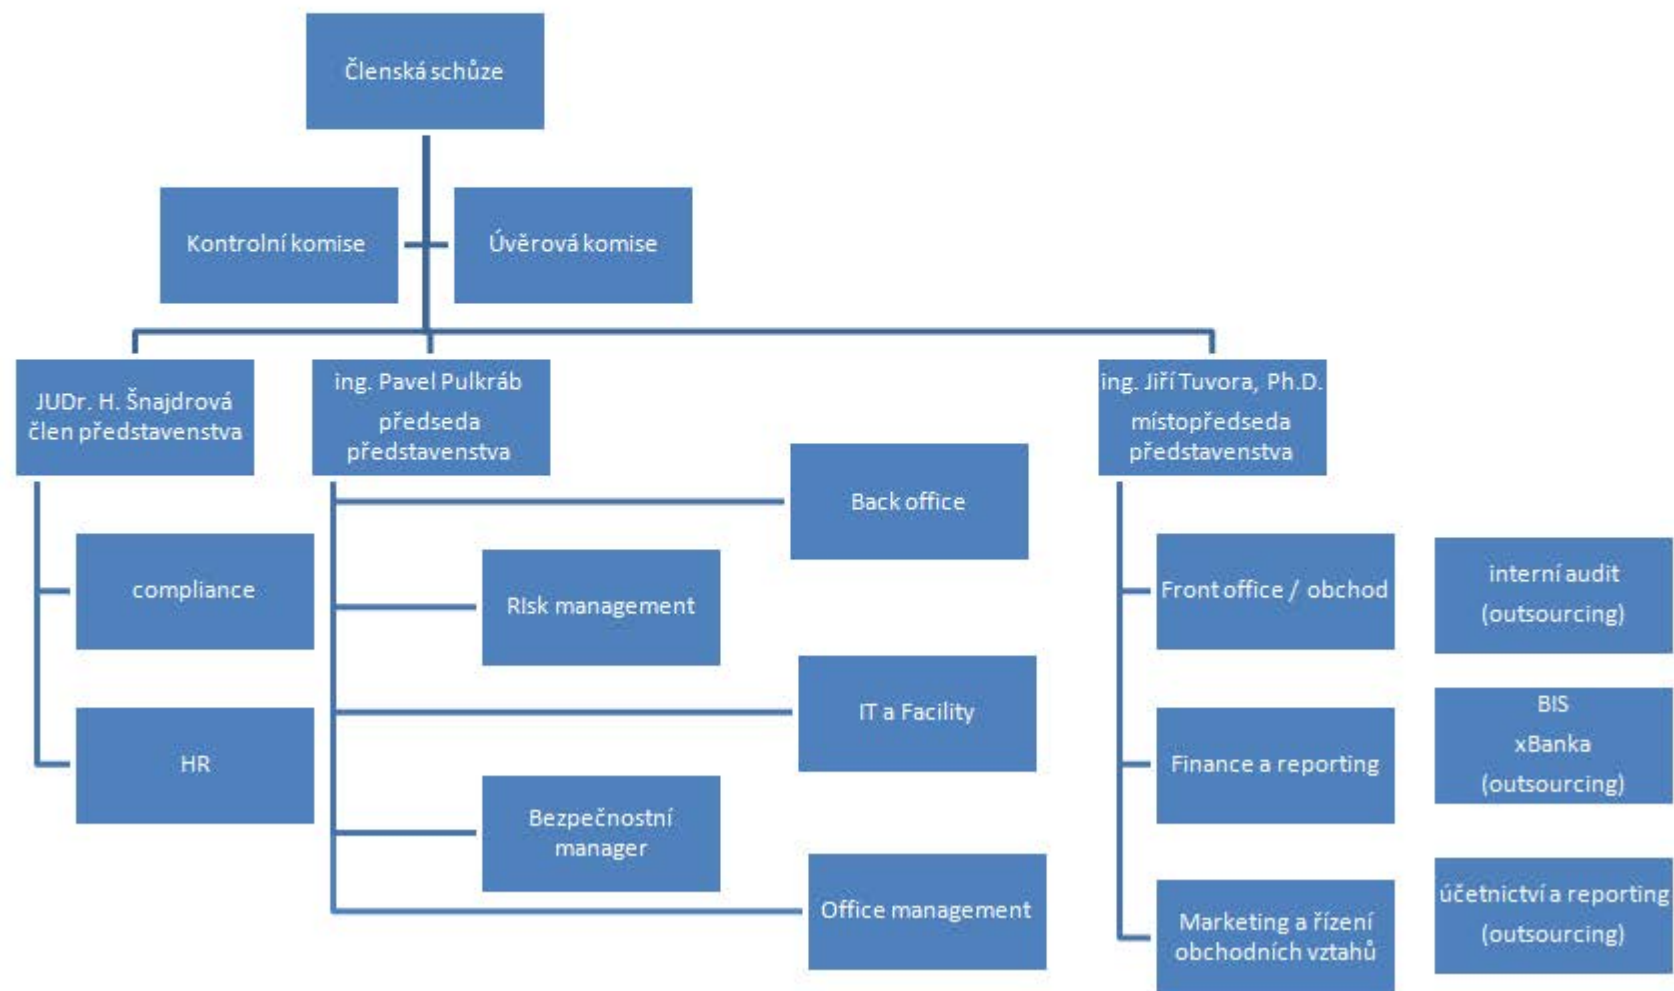 Členská schůze
Kontrolní komise
Úvěrová komise
JUDr. H. Šnajdrová
člen představenstva
ing. Pavel Pulkráb
předseda
představenstva
ing. Jiří Tuvora, Ph.D.
místopředseda
představenstva
compliance
HR
Back office
RIsk management
IT a Facility
Bezpečnostní
manager
Office management
Front office / obchod
Finance a reporting
Marketing a řízení
obchodních vztahů
interní audit
(outsourcing)
BIS
xBanka
(outsourcing)
účetnictví a reporting
(outsourcing)